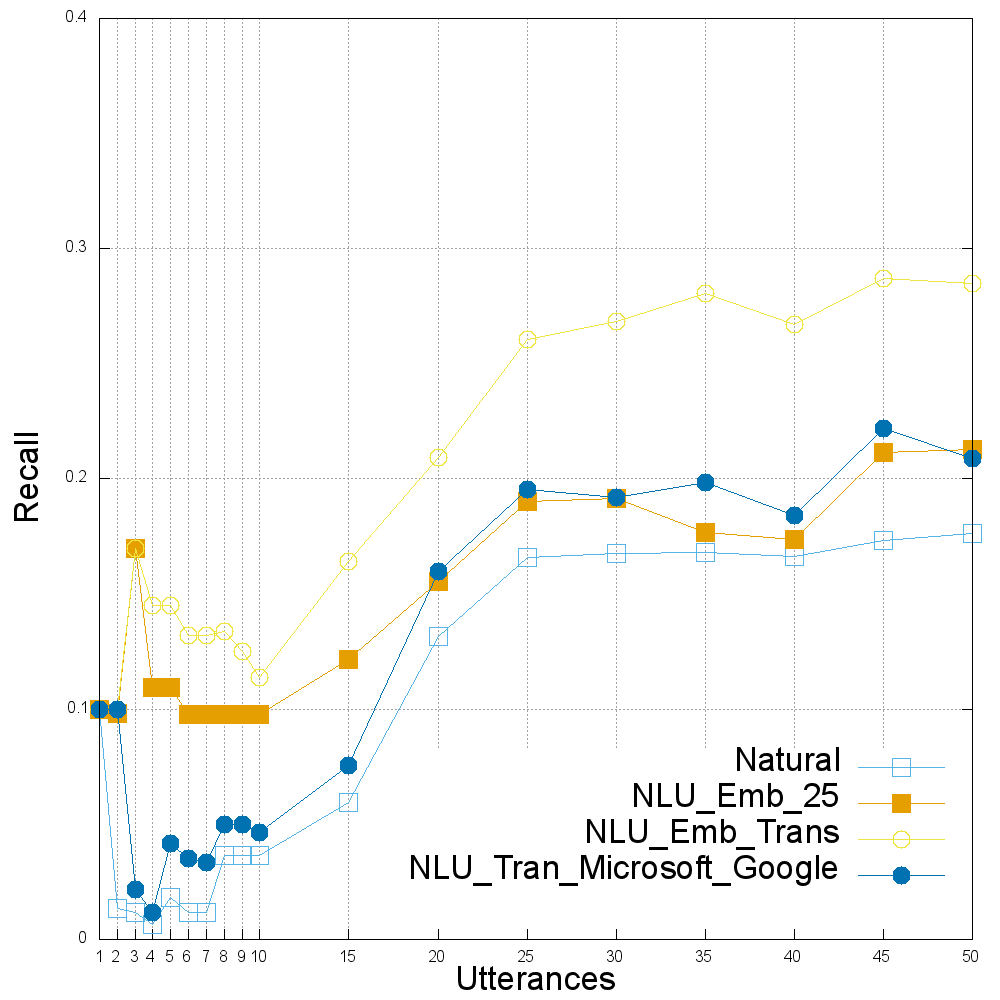 0.4
0.3
0.2
0.1
0
Recall
Natural
NLU_Emb_25
NLU_Emb_Trans
NLU_Tran_Microsoft_Google
1 2 3 4 5 6 7 8 9 10 15 20 25 30 35 40 45 50
Utterances